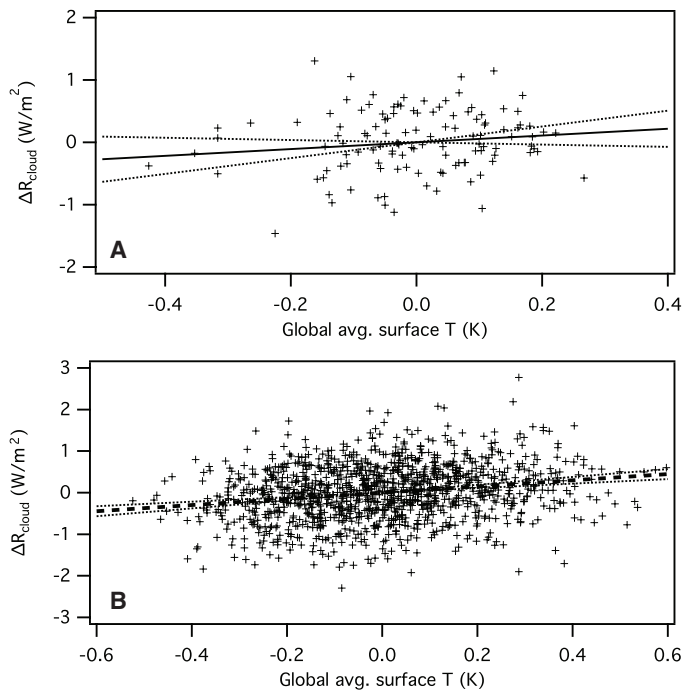 2
1
0
-1
-2
ΔR_cloud (W/m²)
A
-0.4 -0.2 0.0 0.2 0.4
Global avg. surface T (K)
3
2
1
0
-1
-2
-3
ΔR_cloud (W/m²)
B
-0.6 -0.4 -0.2 0.0 0.2 0.4 0.6
Global avg. surface T (K)